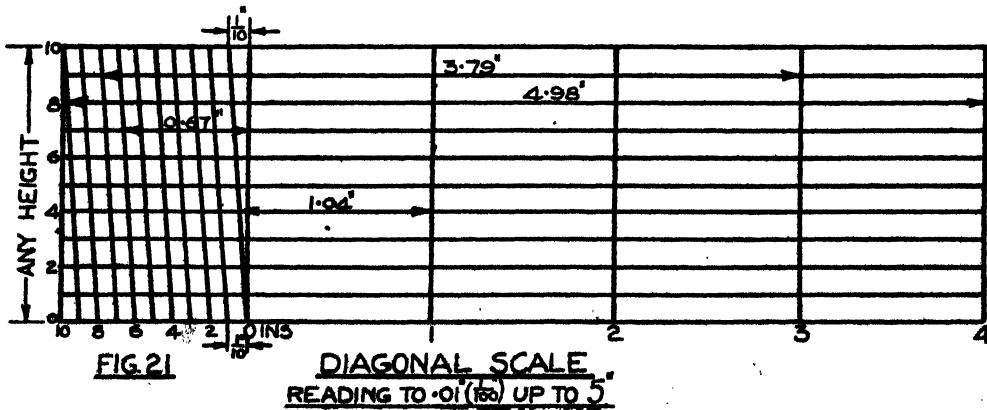 1/10"
10
3·79"
8
4·98"
0·67"
6
ANY HEIGHT
4
1·04"
2
0
10 8 6 4 2 0 INS 1 2 3 4
1/10"
FIG. 21
DIAGONAL SCALE
READING TO ·01" (1/100) UP TO 5"